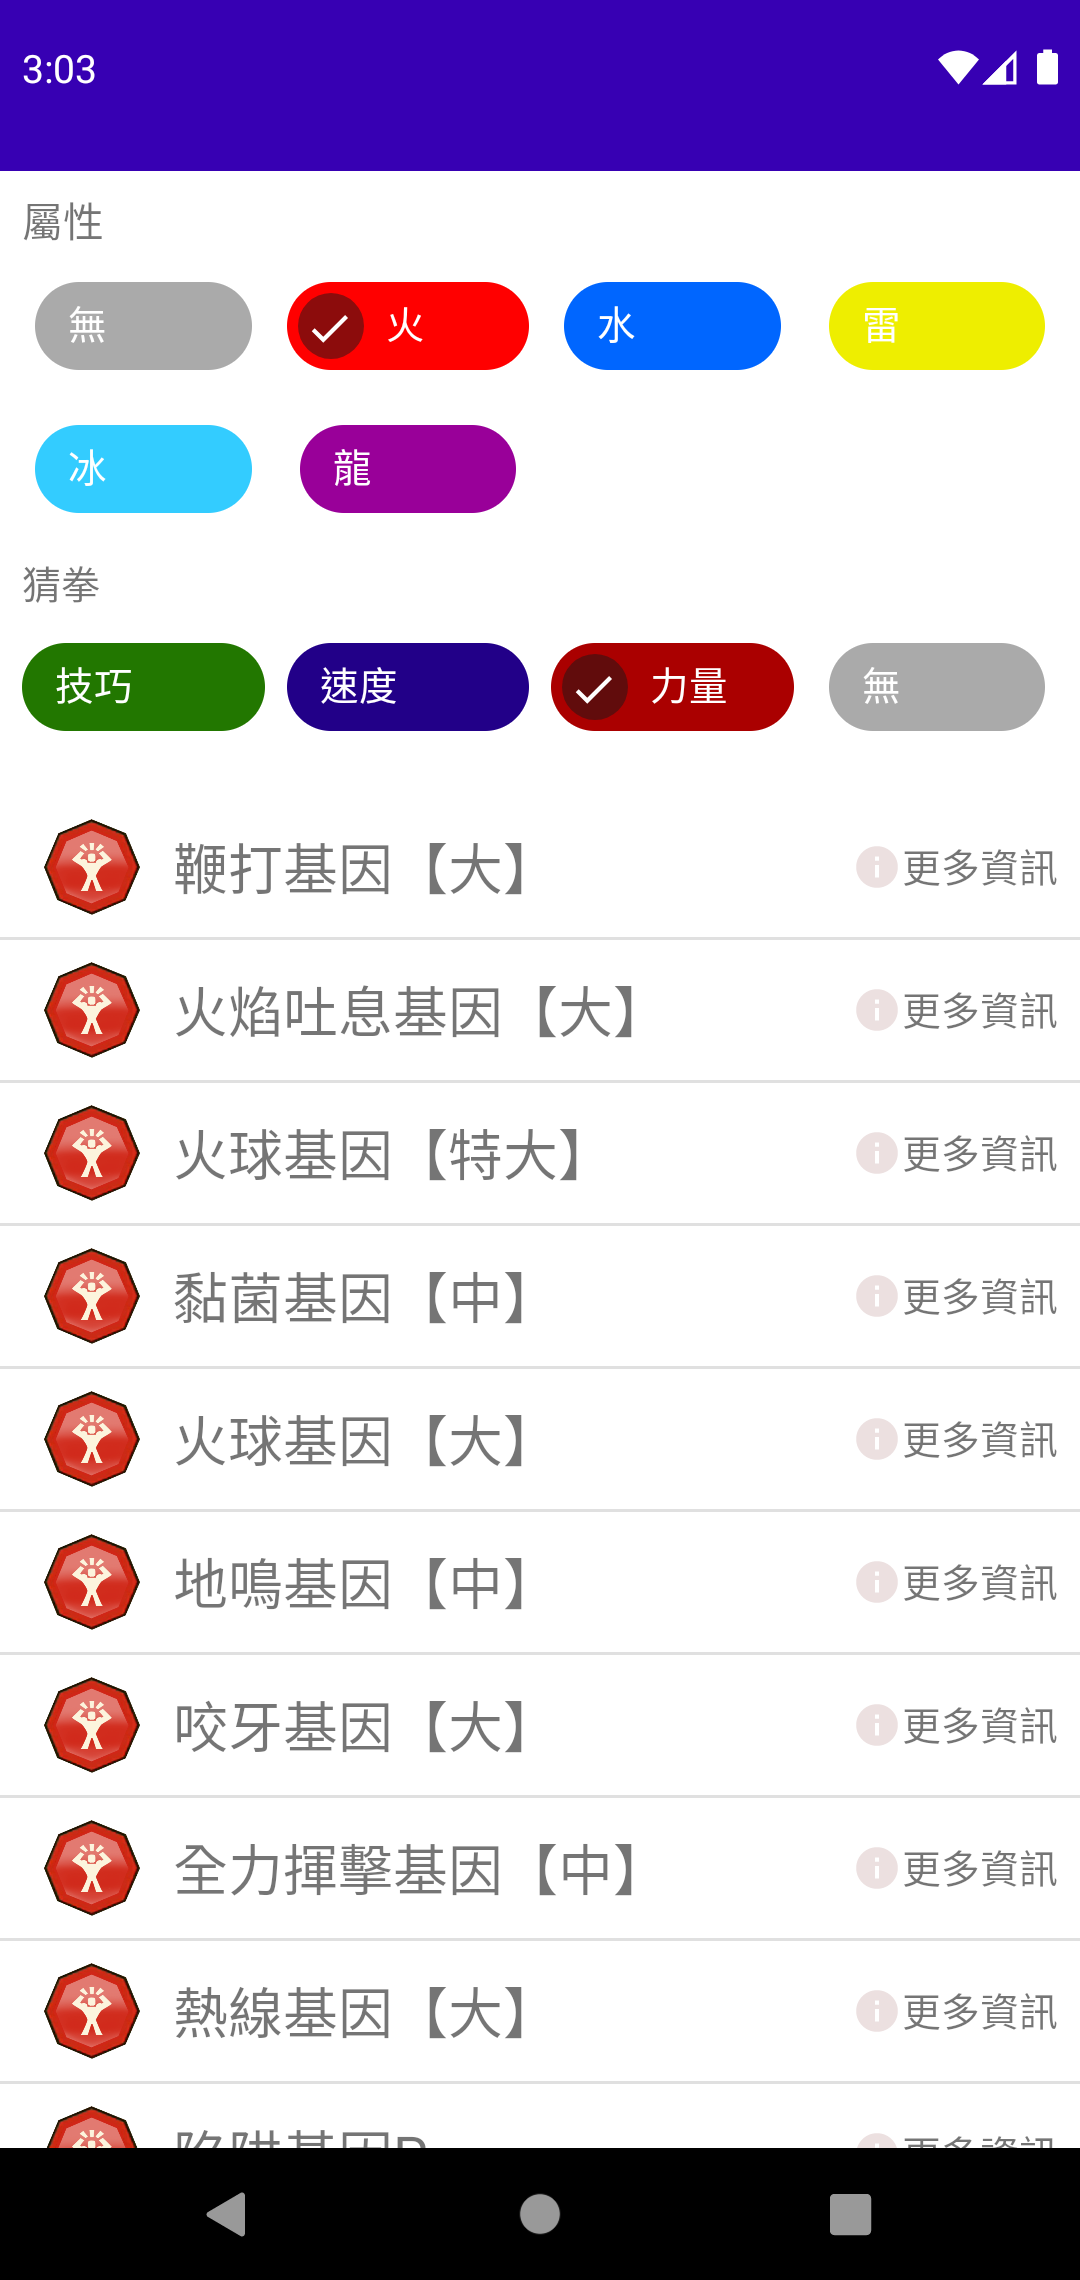 3:03
屬性
無 火 水 雷
冰 龍
猜拳
技巧 速度 力量 無
鞭打基因【大】 更多資訊
火焰吐息基因【大】 更多資訊
火球基因【特大】 更多資訊
黏菌基因【中】 更多資訊
火球基因【大】 更多資訊
地鳴基因【中】 更多資訊
咬牙基因【大】 更多資訊
全力揮擊基因【中】 更多資訊
熱線基因【大】 更多資訊